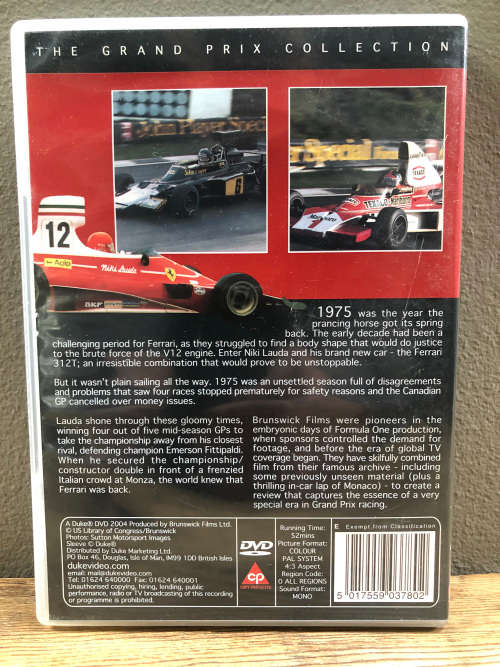 THE GRAND PRIX COLLECTION
John Player Special
6
Special
Texaco
Marlboro
1
12
Agip
Niki Lauda
SKF
1975 was the year the
prancing horse got its spring
back. The early decade had been a
challenging period for Ferrari, as they struggled to find a body shape that would do justice
to the brute force of the V12 engine. Enter Niki Lauda and his brand new car - the Ferrari
312T; an irresistible combination that would prove to be unstoppable.
But it wasn't plain sailing all the way. 1975 was an unsettled season full of disagreements
and problems that saw four races stopped prematurely for safety reasons and the Canadian
GP cancelled over money issues.
Lauda shone through these gloomy times,
winning four out of five mid-season GPs to
take the championship away from his closest
rival, defending champion Emerson Fittipaldi.
When he secured the championship/
constructor double in front of a frenzied
Italian crowd at Monza, the world knew that
Ferrari was back.
Brunswick Films were pioneers in the
embryonic days of Formula One production,
when sponsors controlled the demand for
footage, and before the era of global TV
coverage began. They have skilfully combined
film from their famous archive - including
some previously unseen material (plus a
thrilling in-car lap of Monaco) - to create a
review that captures the essence of a very
special era in Grand Prix racing.
A Duke® DVD 2004 Produced by Brunswick Films Ltd.
© US Library of Congress/Brunswick
Photos: Sutton Motorsport Images
Sleeve © Duke®
Distributed by Duke Marketing Ltd.
PO Box 46, Douglas, Isle of Man, IM99 1DD British Isles
dukevideo.com
email: mail@dukevideo.com
Tel: 01624 640000 Fax: 01624 640001
Unauthorised copying, hiring, lending, public
performance, radio or TV broadcasting of this recording
or programme is prohibited.
DVD
VIDEO
cp
COPY PROTECTED
Running Time:
52mins
Picture Format:
COLOUR
PAL SYSTEM
4:3 Aspect
Region Code:
0 ALL REGIONS
Sound Format:
MONO
E Exempt from Classification
5 017559 037802